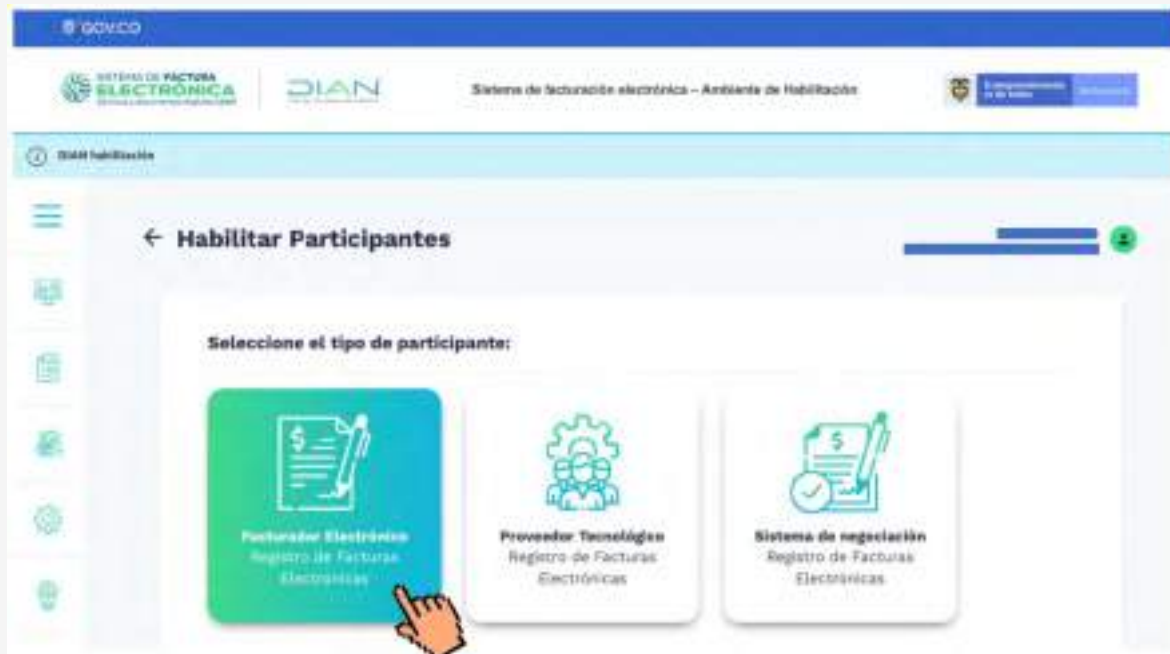 GOV.CO
SISTEMA DE FACTURA
ELECTRÓNICA
DIAN
Sistema de facturación electrónica – Ambiente de Habilitación
DIAN habilitación
← Habilitar Participantes
Seleccione el tipo de participante:
Facturador Electrónico
Registro de Facturas
Electrónicas
Proveedor Tecnológico
Registro de Facturas
Electrónicas
Sistema de negociación
Registro de Facturas
Electrónicas